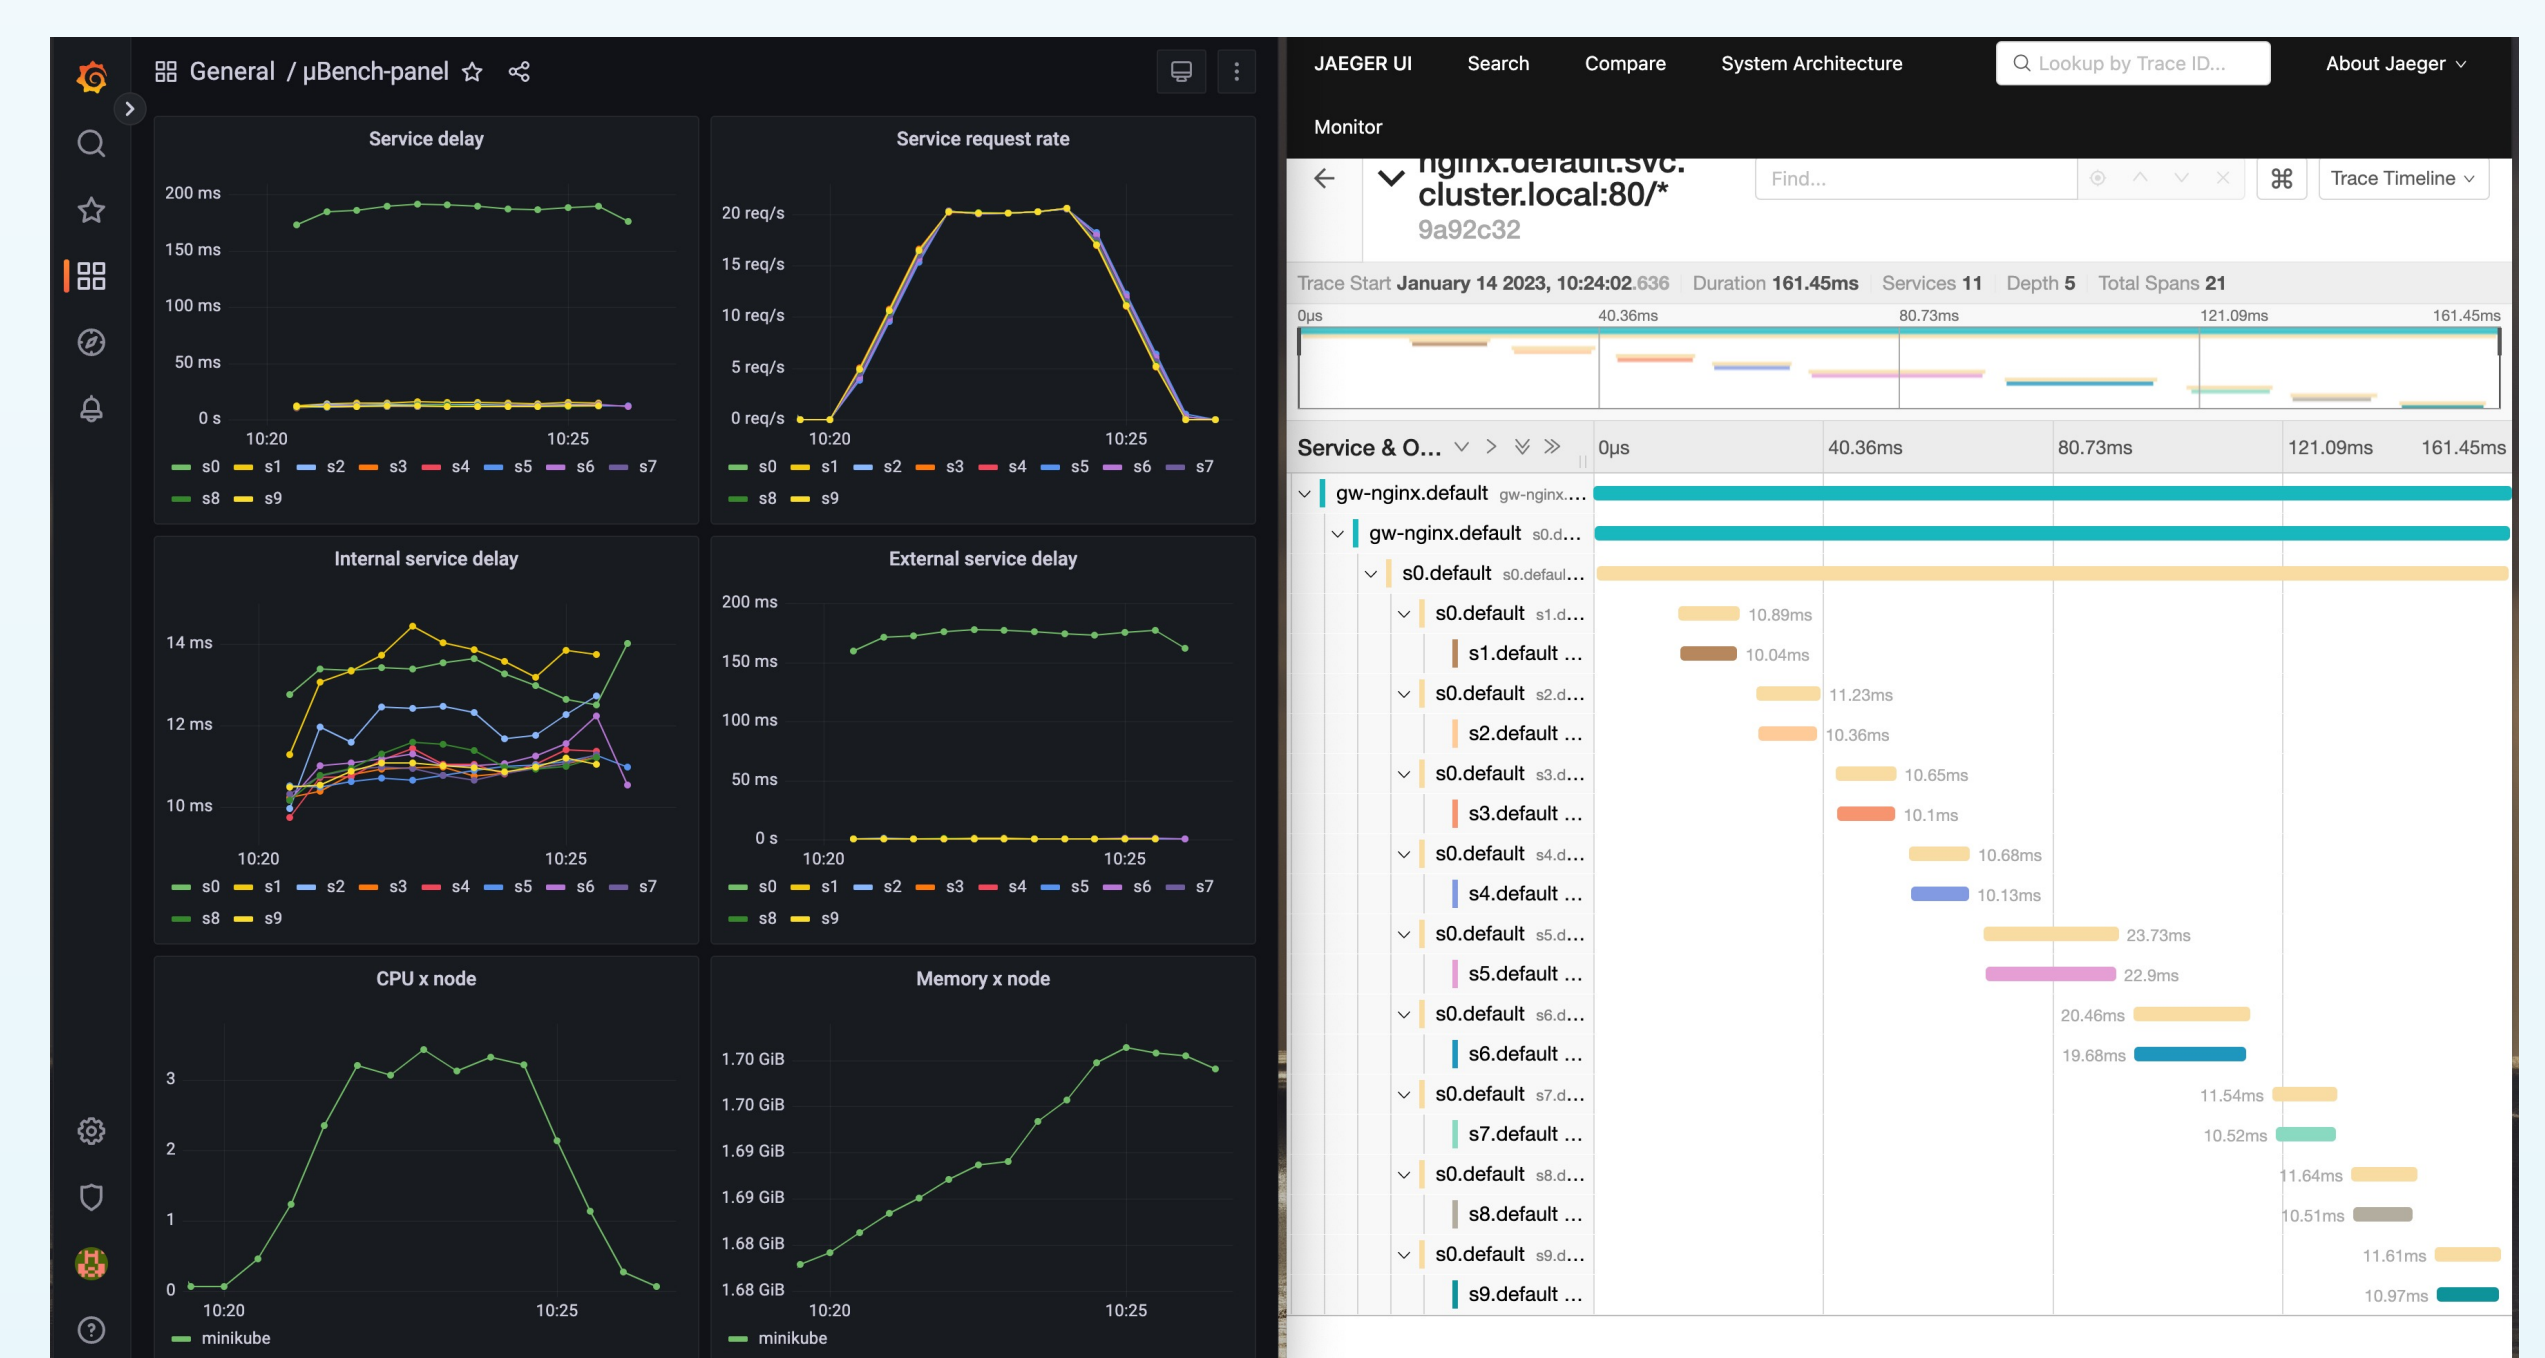 General / μBench-panel
Service delay
200 ms
150 ms
100 ms
50 ms
0 s
10:20 10:25
s0 s1 s2 s3 s4 s5 s6 s7
s8 s9
Service request rate
20 req/s
15 req/s
10 req/s
5 req/s
0 req/s
10:20 10:25
s0 s1 s2 s3 s4 s5 s6 s7
s8 s9
Internal service delay
14 ms
12 ms
10 ms
10:20 10:25
s0 s1 s2 s3 s4 s5 s6 s7
s8 s9
External service delay
200 ms
150 ms
100 ms
50 ms
0 s
10:20 10:25
s0 s1 s2 s3 s4 s5 s6 s7
s8 s9
CPU x node
3
2
1
0
10:20 10:25
minikube
Memory x node
1.70 GiB
1.70 GiB
1.69 GiB
1.69 GiB
1.68 GiB
1.68 GiB
10:20 10:25
minikube
JAEGER UI Search Compare System Architecture Lookup by Trace ID... About Jaeger
Monitor
nginx.default.svc.
cluster.local:80/*
9a92c32
Find...
Trace Timeline
Trace Start January 14 2023, 10:24:02.636 Duration 161.45ms Services 11 Depth 5 Total Spans 21
0μs 40.36ms 80.73ms 121.09ms 161.45ms
Service & O... 0μs 40.36ms 80.73ms 121.09ms 161.45ms
gw-nginx.default gw-nginx....
gw-nginx.default s0.d...
s0.default s0.defaul...
s0.default s1.d... 10.89ms
s1.default ... 10.04ms
s0.default s2.d... 11.23ms
s2.default ... 10.36ms
s0.default s3.d... 10.65ms
s3.default ... 10.1ms
s0.default s4.d... 10.68ms
s4.default ... 10.13ms
s0.default s5.d... 23.73ms
s5.default ... 22.9ms
s0.default s6.d... 20.46ms
s6.default ... 19.68ms
s0.default s7.d... 11.54ms
s7.default ... 10.52ms
s0.default s8.d... 11.64ms
s8.default ... 10.51ms
s0.default s9.d... 11.61ms
s9.default ... 10.97ms